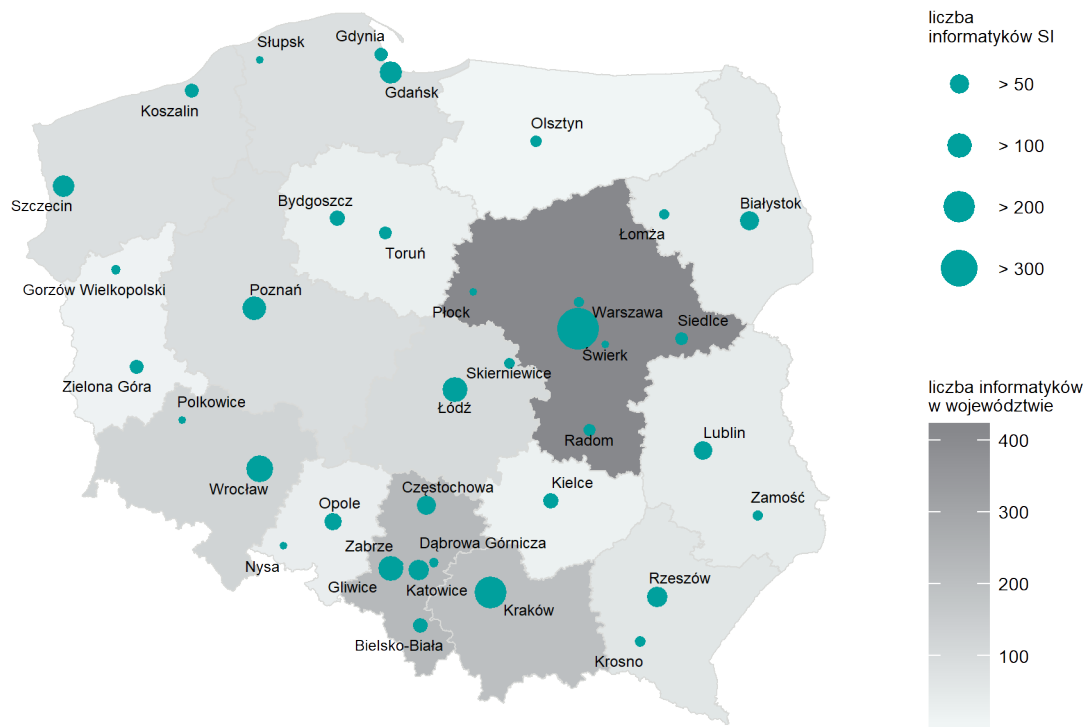 liczba
informatyków SI
> 50
> 100
> 200
> 300
Słupsk
Gdynia
Gdańsk
Koszalin
Olsztyn
Szczecin
Bydgoszcz
Toruń
Łomża
Białystok
Gorzów Wielkopolski
Poznań
Płock
Warszawa
Siedlce
Świerk
Zielona Góra
Skierniewice
Łódź
Polkowice
Radom
Lublin
Wrocław
Częstochowa
Kielce
Opole
Zamość
Nysa
Zabrze
Dąbrowa Górnicza
Gliwice
Katowice
Kraków
Rzeszów
Bielsko-Biała
Krosno
liczba informatyków
w województwie
400
300
200
100